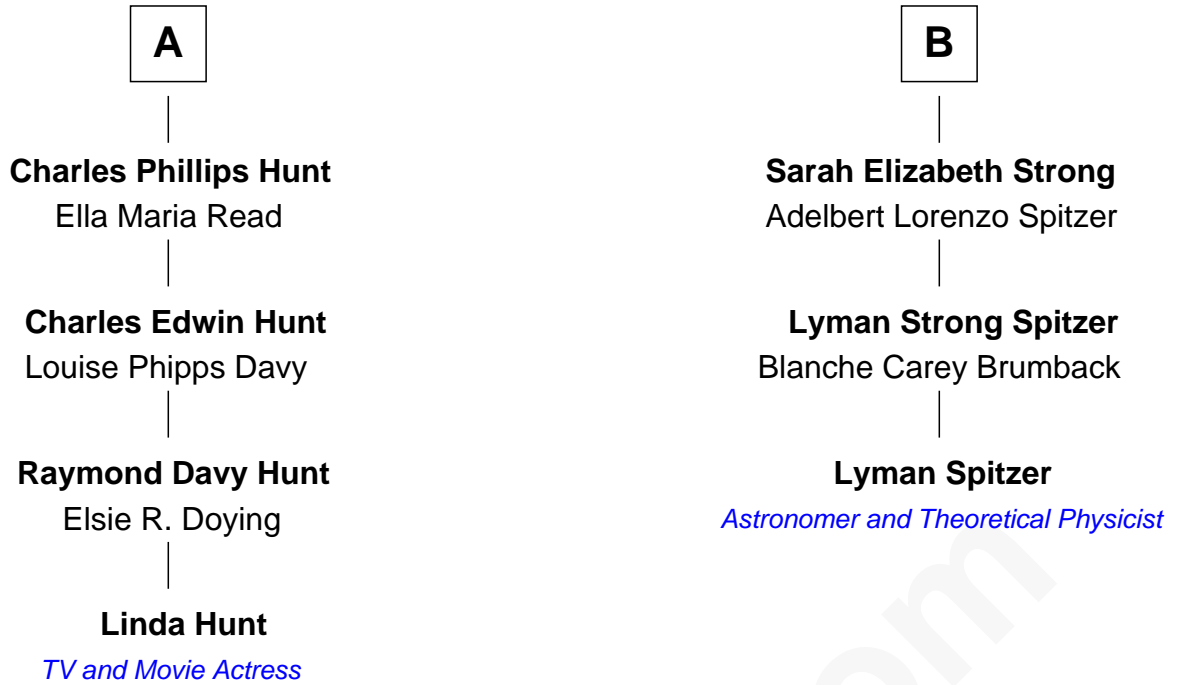 A
Charles Phillips Hunt
Ella Maria Read
Charles Edwin Hunt
Louise Phipps Davy
Raymond Davy Hunt
Elsie R. Doying
Linda Hunt
TV and Movie Actress
B
Sarah Elizabeth Strong
Adelbert Lorenzo Spitzer
Lyman Strong Spitzer
Blanche Carey Brumback
Lyman Spitzer
Astronomer and Theoretical Physicist
om